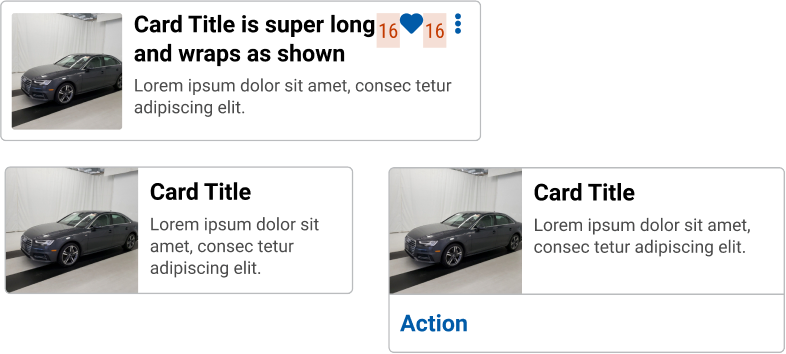 Card Title is super long 16 16
and wraps as shown
Lorem ipsum dolor sit amet, consec tetur
adipiscing elit.
Card Title
Lorem ipsum dolor sit
amet, consec tetur
adipiscing elit.
Card Title
Lorem ipsum dolor sit amet,
consec tetur adipiscing elit.
Action